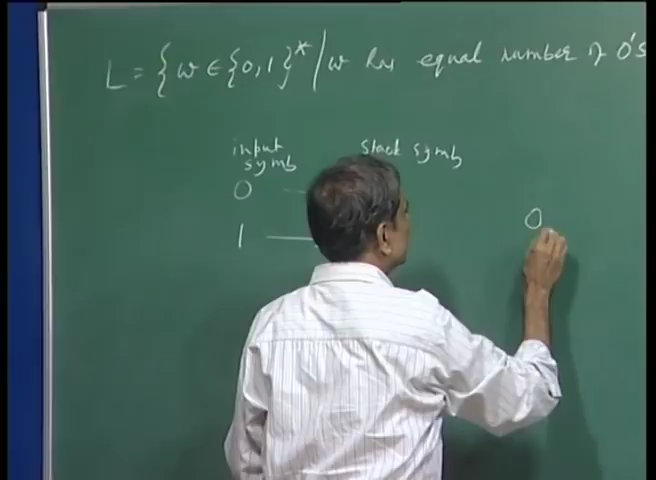 L = {w ∈ {0,1}* | w has equal number of 0's
input stack symb
symb
0 —
1 —
0